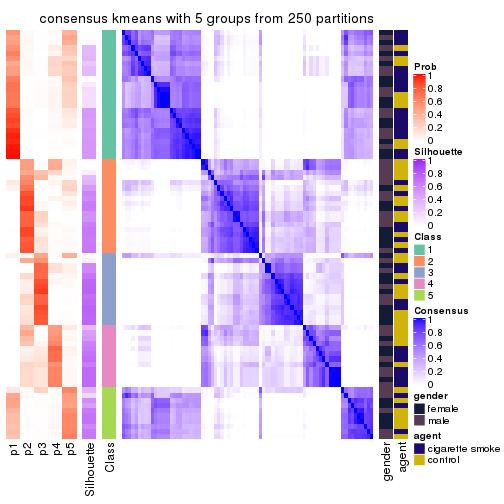 consensus kmeans with 5 groups from 250 partitions
Prob
1
0.8
0.6
0.4
0.2
0
Silhouette
1
0.8
0.6
0.4
0.2
0
Class
1
2
3
4
5
Consensus
1
0.8
0.6
0.4
0.2
0
gender
female
male
agent
cigarette smoke
control
p1
p2
p3
p4
p5
Silhouette
Class
gender
agent